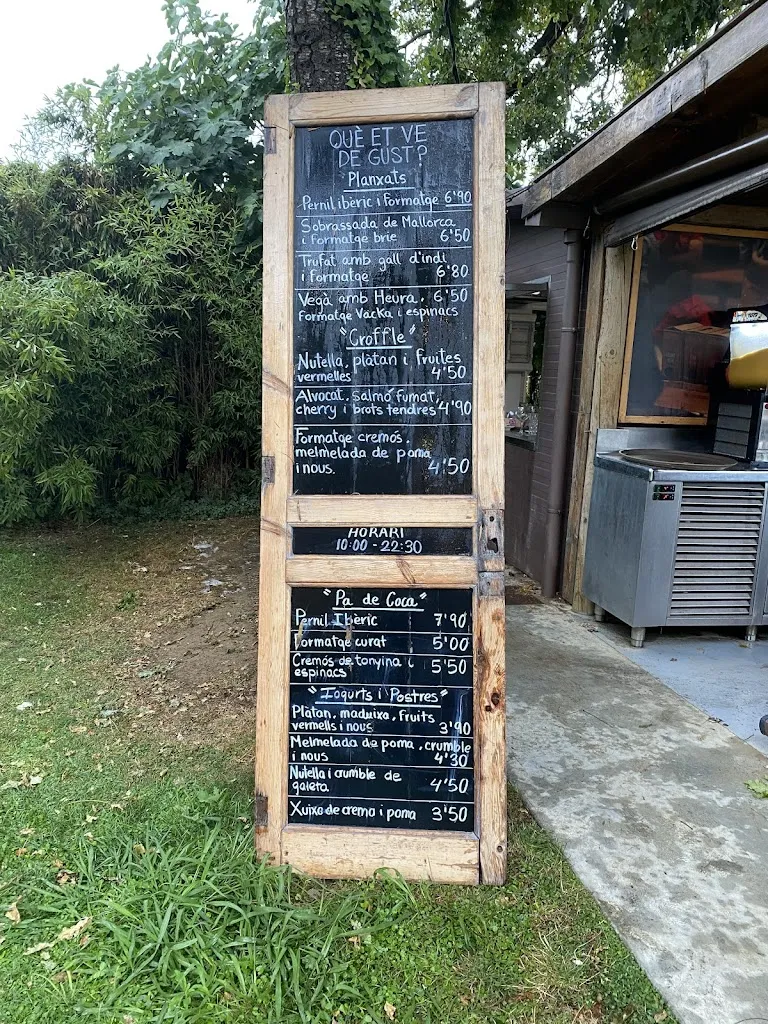 QUÈ ET VE
DE GUST?
Planxats
Pernil ibèric i Formatge 6'90
Sobrassada de Mallorca
i Formatge brie 6'50
Trufat amb gall d'indi
i Formatge 6'80
Vegà amb Heura, 6'50
Formatge Vacka i espinacs
"Croffle"
Nutella, plàtan i fruites
vermelles 4'50
Alvocat, salmó fumat,
cherry i brots tendres 4'90
Formatge cremós,
melmelada de poma
i nous. 4'50
HORARI
10:00 - 22:30
"Pa de Coca"
Pernil Ibèric 7'90
Formatge curat 5'00
Cremós de tonyina i 5'50
espinacs
"Iogurts i Postres"
Plàtan, maduixa, fruits
vermells i nous 3'90
Melmelada de poma, crumble
i nous 4'30
Nutella i crumble de
galeta 4'50
Xuixo de crema i poma 3'50